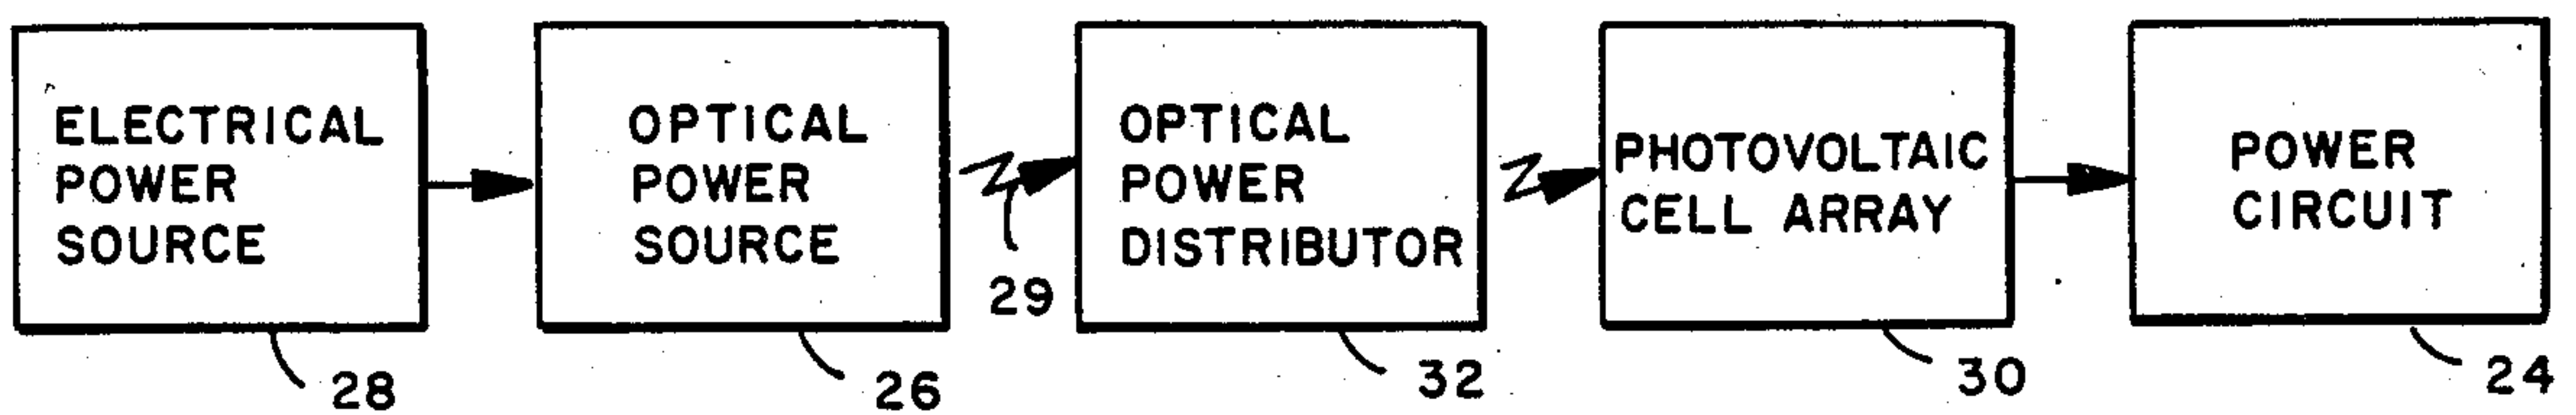 ELECTRICAL
POWER
SOURCE
28
OPTICAL
POWER
SOURCE
26
29
OPTICAL
POWER
DISTRIBUTOR
32
PHOTOVOLTAIC
CELL ARRAY
30
POWER
CIRCUIT
24